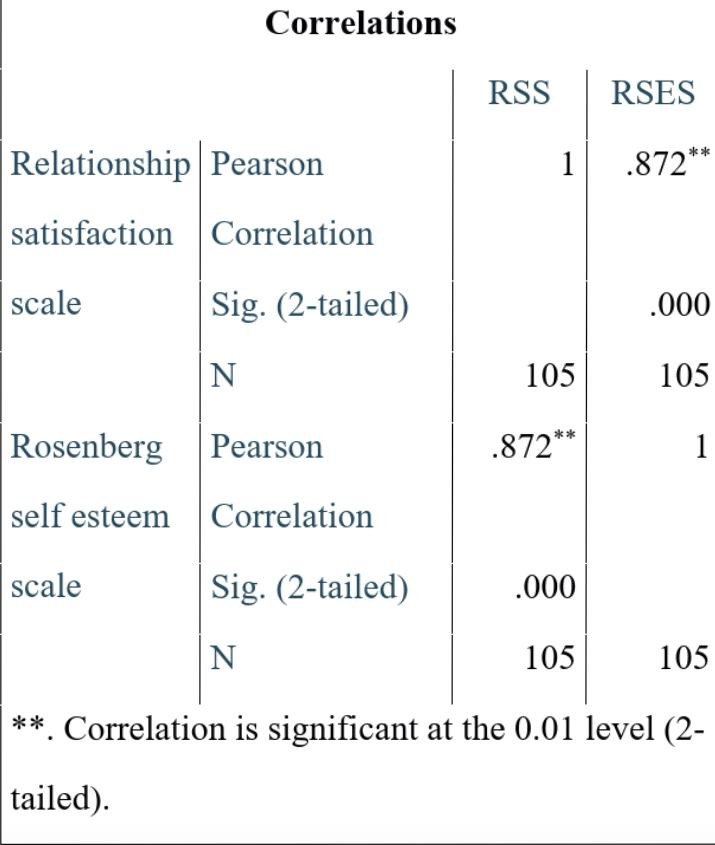 Correlations
RSS RSES
Relationship Pearson 1 .872**
satisfaction Correlation
scale Sig. (2-tailed) .000
N 105 105
Rosenberg Pearson .872** 1
self esteem Correlation
scale Sig. (2-tailed) .000
N 105 105
**. Correlation is significant at the 0.01 level (2-
tailed).